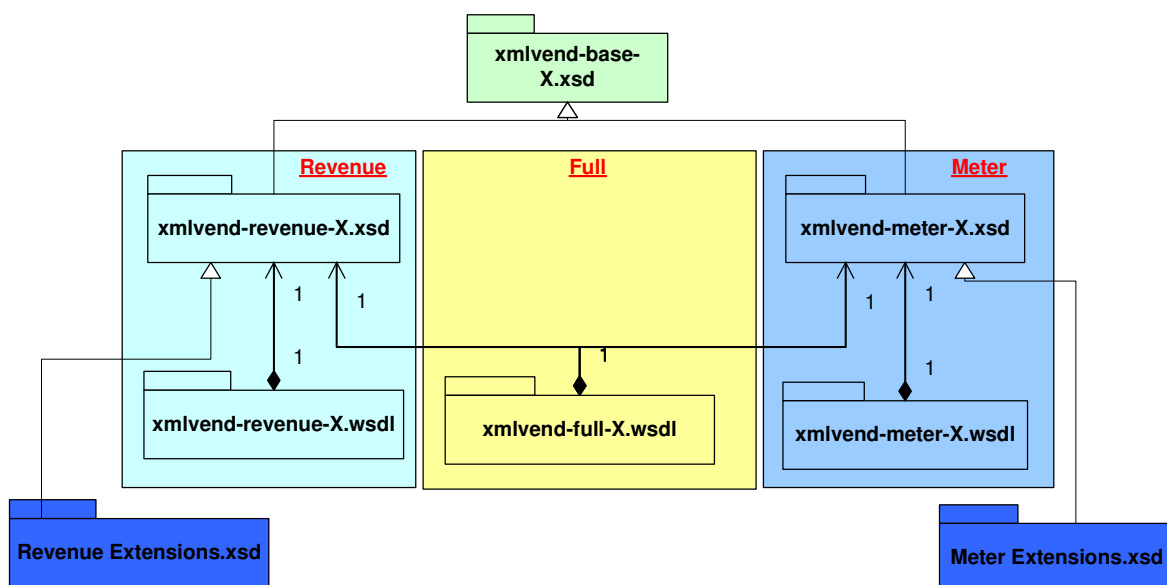 xmlvend-base-
X.xsd
Revenue
Full
Meter
xmlvend-revenue-X.xsd
xmlvend-meter-X.xsd
1
1
1
1
1
1
1
xmlvend-revenue-X.wsdl
xmlvend-full-X.wsdl
xmlvend-meter-X.wsdl
Revenue Extensions.xsd
Meter Extensions.xsd